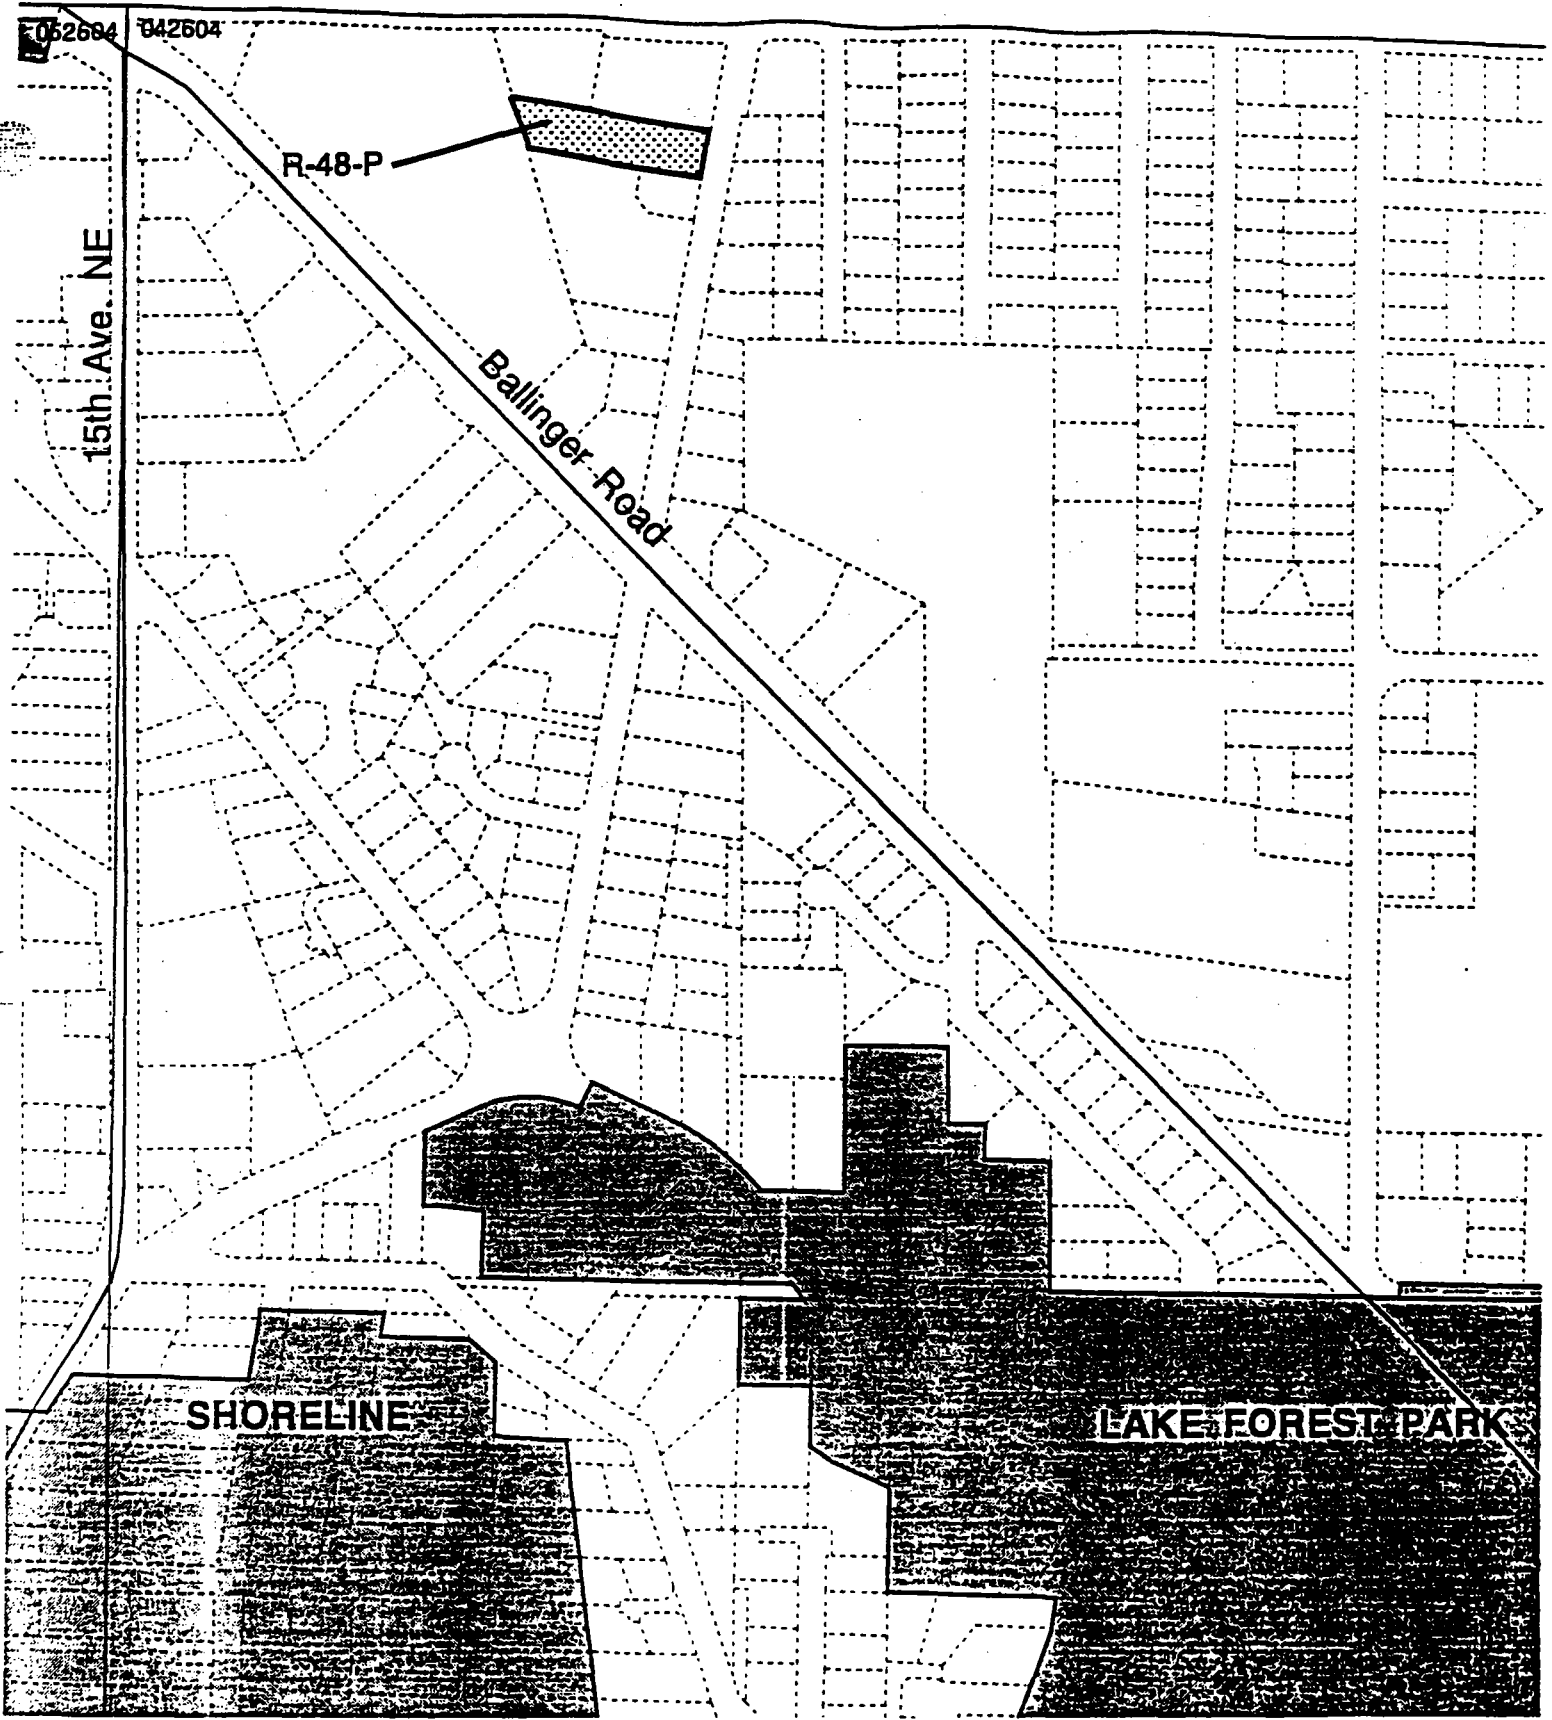 052604 042604
R-48-P
15th Ave. NE
Ballinger Road
SHORELINE
LAKE FOREST PARK